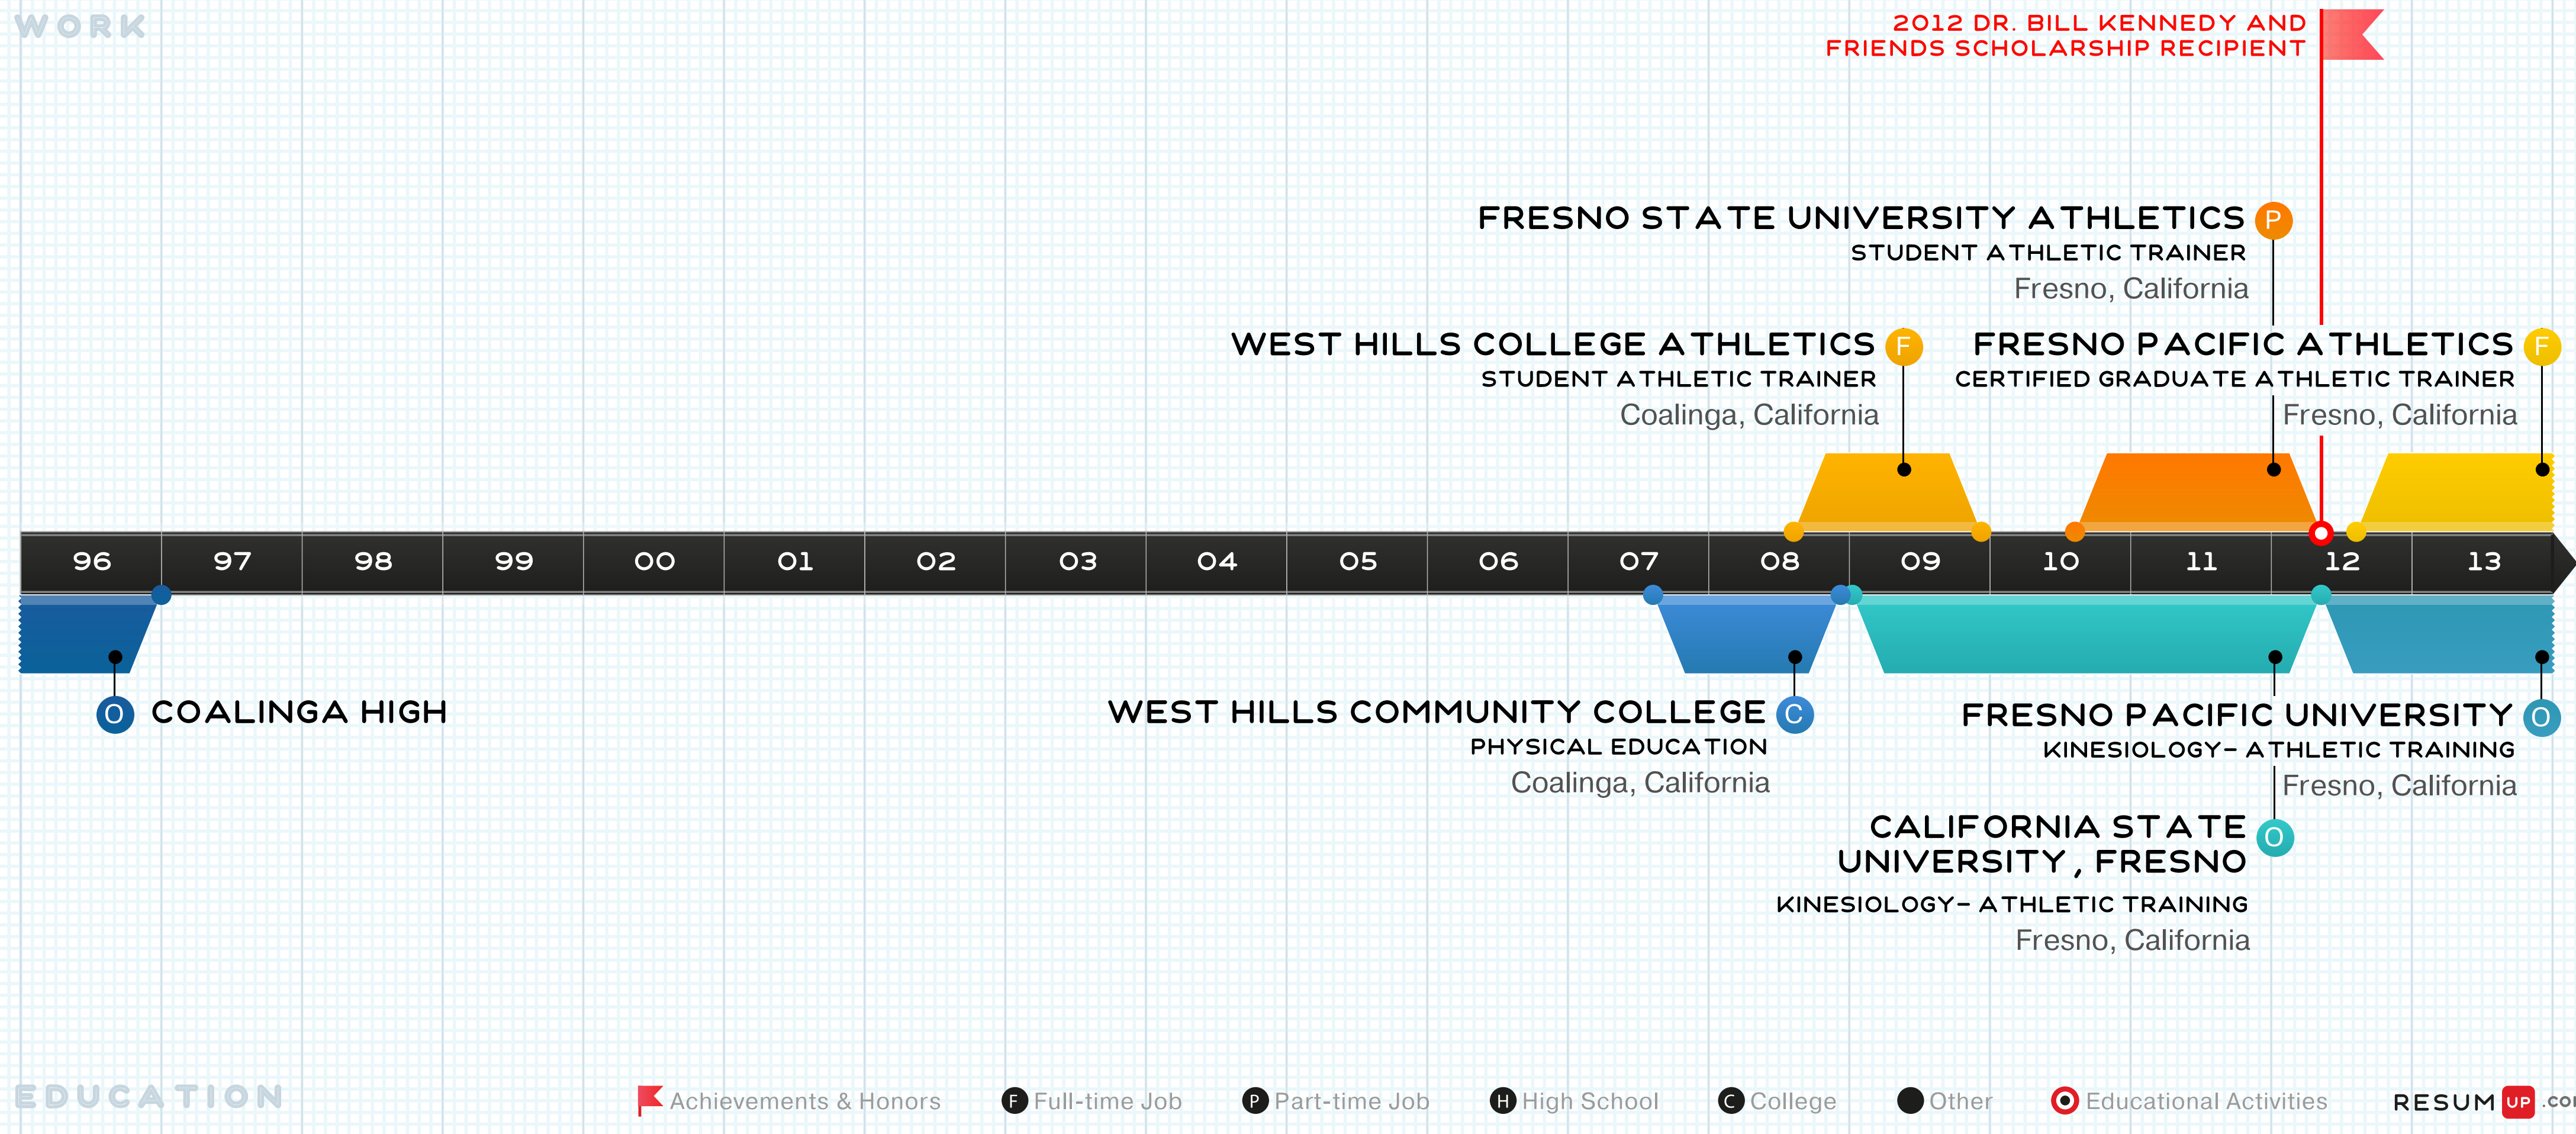 WORK
2012 DR. BILL KENNEDY AND
FRIENDS SCHOLARSHIP RECIPIENT
FRESNO STATE UNIVERSITY ATHLETICS P
STUDENT ATHLETIC TRAINER
Fresno, California
WEST HILLS COLLEGE ATHLETICS F
STUDENT ATHLETIC TRAINER
Coalinga, California
FRESNO PACIFIC ATHLETICS F
CERTIFIED GRADUATE ATHLETIC TRAINER
Fresno, California
96 97 98 99 00 01 02 03 04 05 06 07 08 09 10 11 12 13
O COALINGA HIGH
WEST HILLS COMMUNITY COLLEGE C
PHYSICAL EDUCATION
Coalinga, California
FRESNO PACIFIC UNIVERSITY O
KINESIOLOGY- ATHLETIC TRAINING
Fresno, California
CALIFORNIA STATE
UNIVERSITY, FRESNO O
KINESIOLOGY- ATHLETIC TRAINING
Fresno, California
EDUCATION
Achievements & Honors F Full-time Job P Part-time Job H High School C College Other Educational Activities RESUM UP